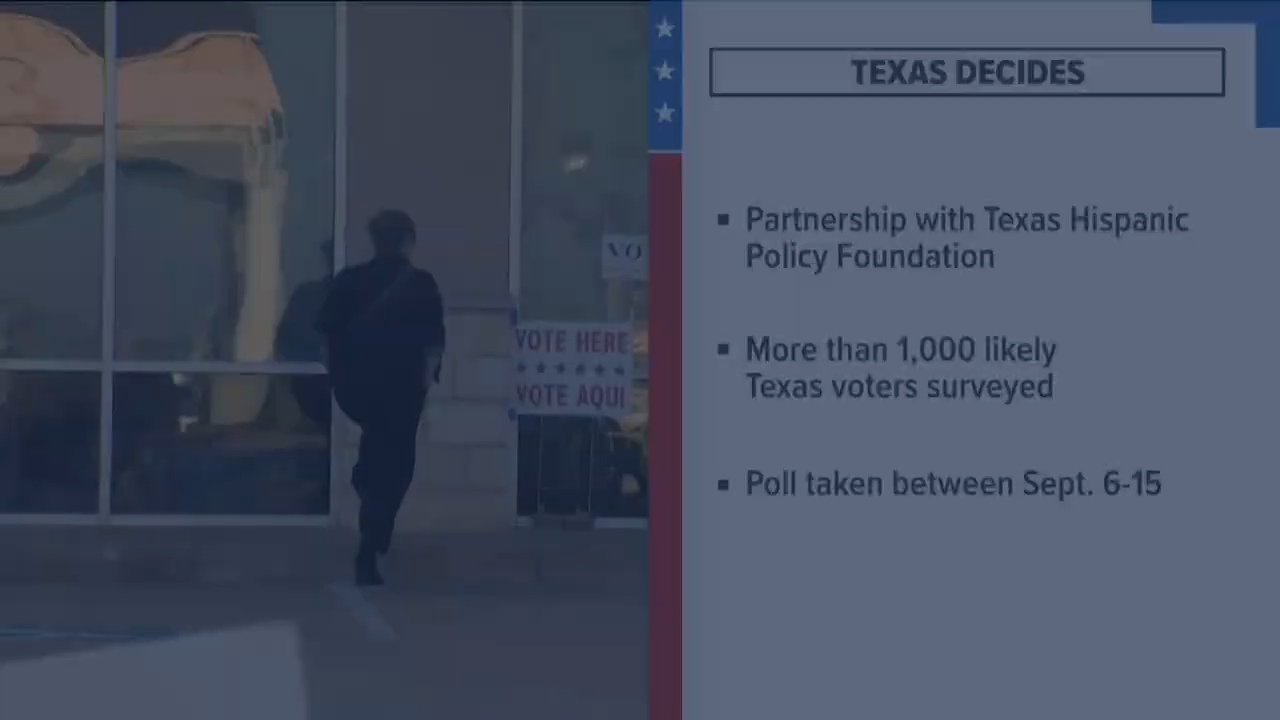 VO
VOTE HERE
VOTE AQUI
TEXAS DECIDES
▪ Partnership with Texas Hispanic
Policy Foundation
▪ More than 1,000 likely
Texas voters surveyed
▪ Poll taken between Sept. 6-15